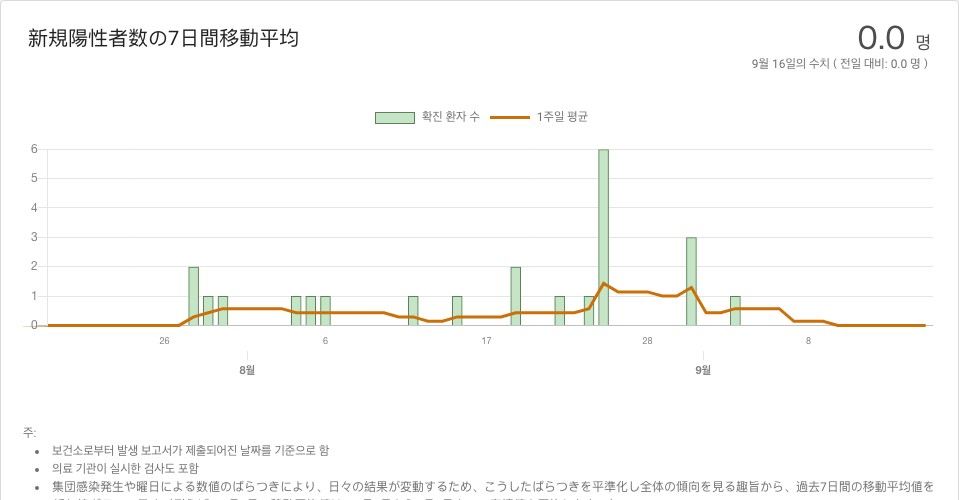 新規陽性者数の7日間移動平均
0.0 명
9월 16일의 수치 ( 전일 대비: 0.0 명 )
확진 환자 수 1주일 평균
6
5
4
3
2
1
0
26 6 17 28 8
8월 9월
주:
보건소로부터 발생 보고서가 제출되어진 날짜를 기준으로 함
의료 기관이 실시한 검사도 포함
集団感染発生や曜日による数値のばらつきにより、日々の結果が変動するため、こうしたばらつきを平準化し全体の傾向を見る趣旨から、過去7日間の移動平均値を